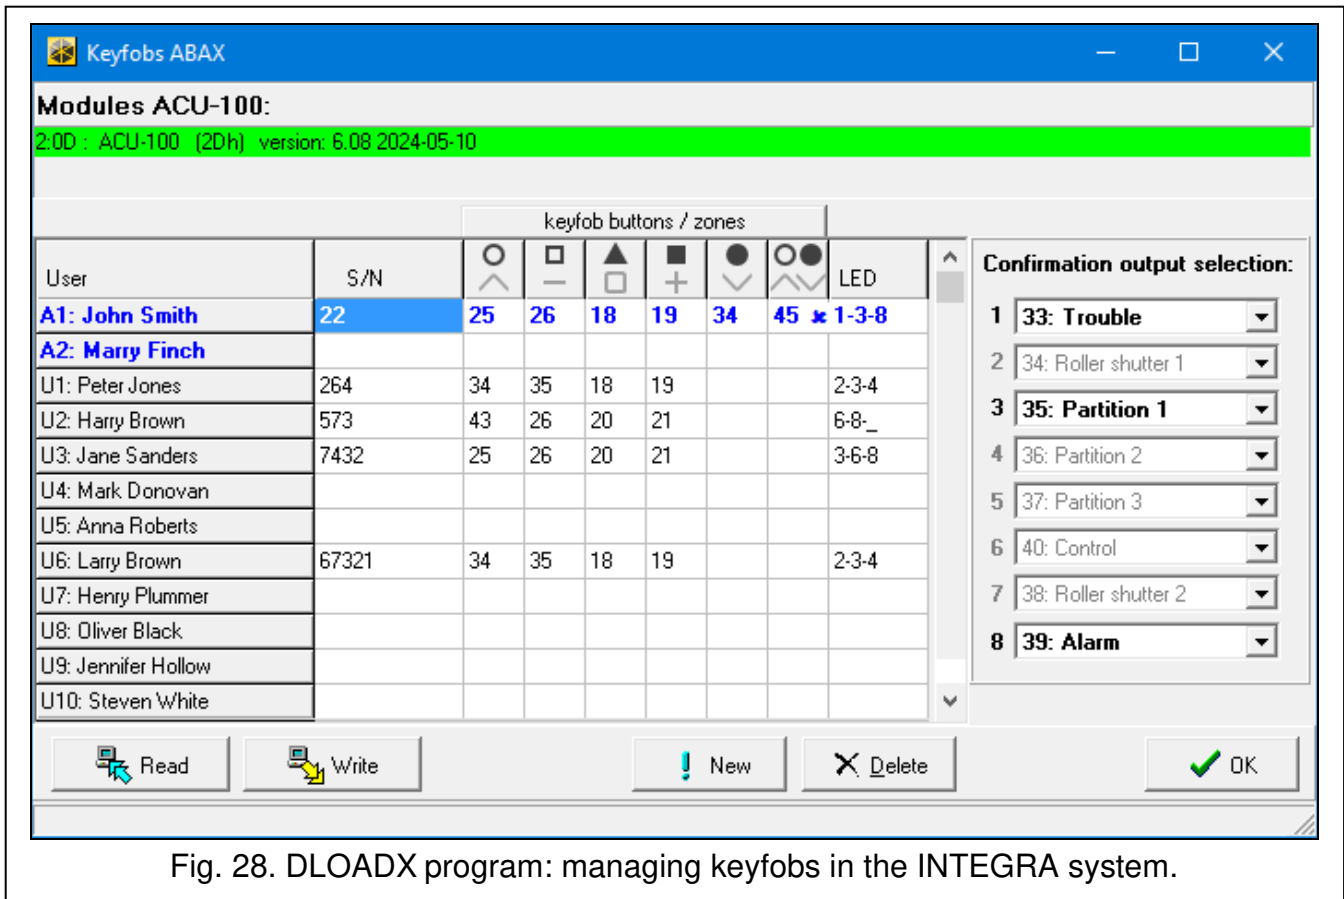 Keyfobs ABAX
Modules ACU-100:
2:0D : ACU-100 (2Dh) version: 6.08 2024-05-10
keyfob buttons / zones
User S/N LED
A1: John Smith 22 25 26 18 19 34 45 × 1-3-8
A2: Marry Finch
U1: Peter Jones 264 34 35 18 19 2-3-4
U2: Harry Brown 573 43 26 20 21 6-8-_
U3: Jane Sanders 7432 25 26 20 21 3-6-8
U4: Mark Donovan
U5: Anna Roberts
U6: Larry Brown 67321 34 35 18 19 2-3-4
U7: Henry Plummer
U8: Oliver Black
U9: Jennifer Hollow
U10: Steven White
Confirmation output selection:
1 33: Trouble
2 34: Roller shutter 1
3 35: Partition 1
4 36: Partition 2
5 37: Partition 3
6 40: Control
7 38: Roller shutter 2
8 39: Alarm
Read Write New Delete OK
Fig. 28. DLOADX program: managing keyfobs in the INTEGRA system.